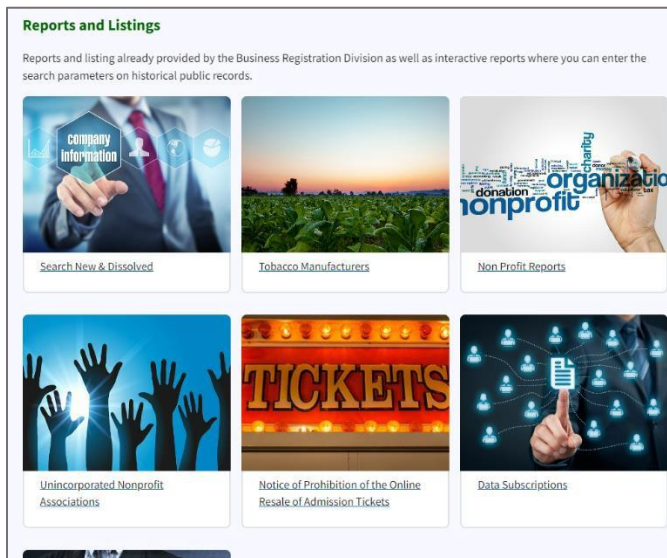 Reports and Listings
Reports and listing already provided by the Business Registration Division as well as interactive reports where you can enter the
search parameters on historical public records.
company
information
charity
donation
organizatio
nonprofit
tax
Search New & Dissolved
Tobacco Manufacturers
Non Profit Reports
TICKETS
Unincorporated Nonprofit
Associations
Notice of Prohibition of the Online
Resale of Admission Tickets
Data Subscriptions